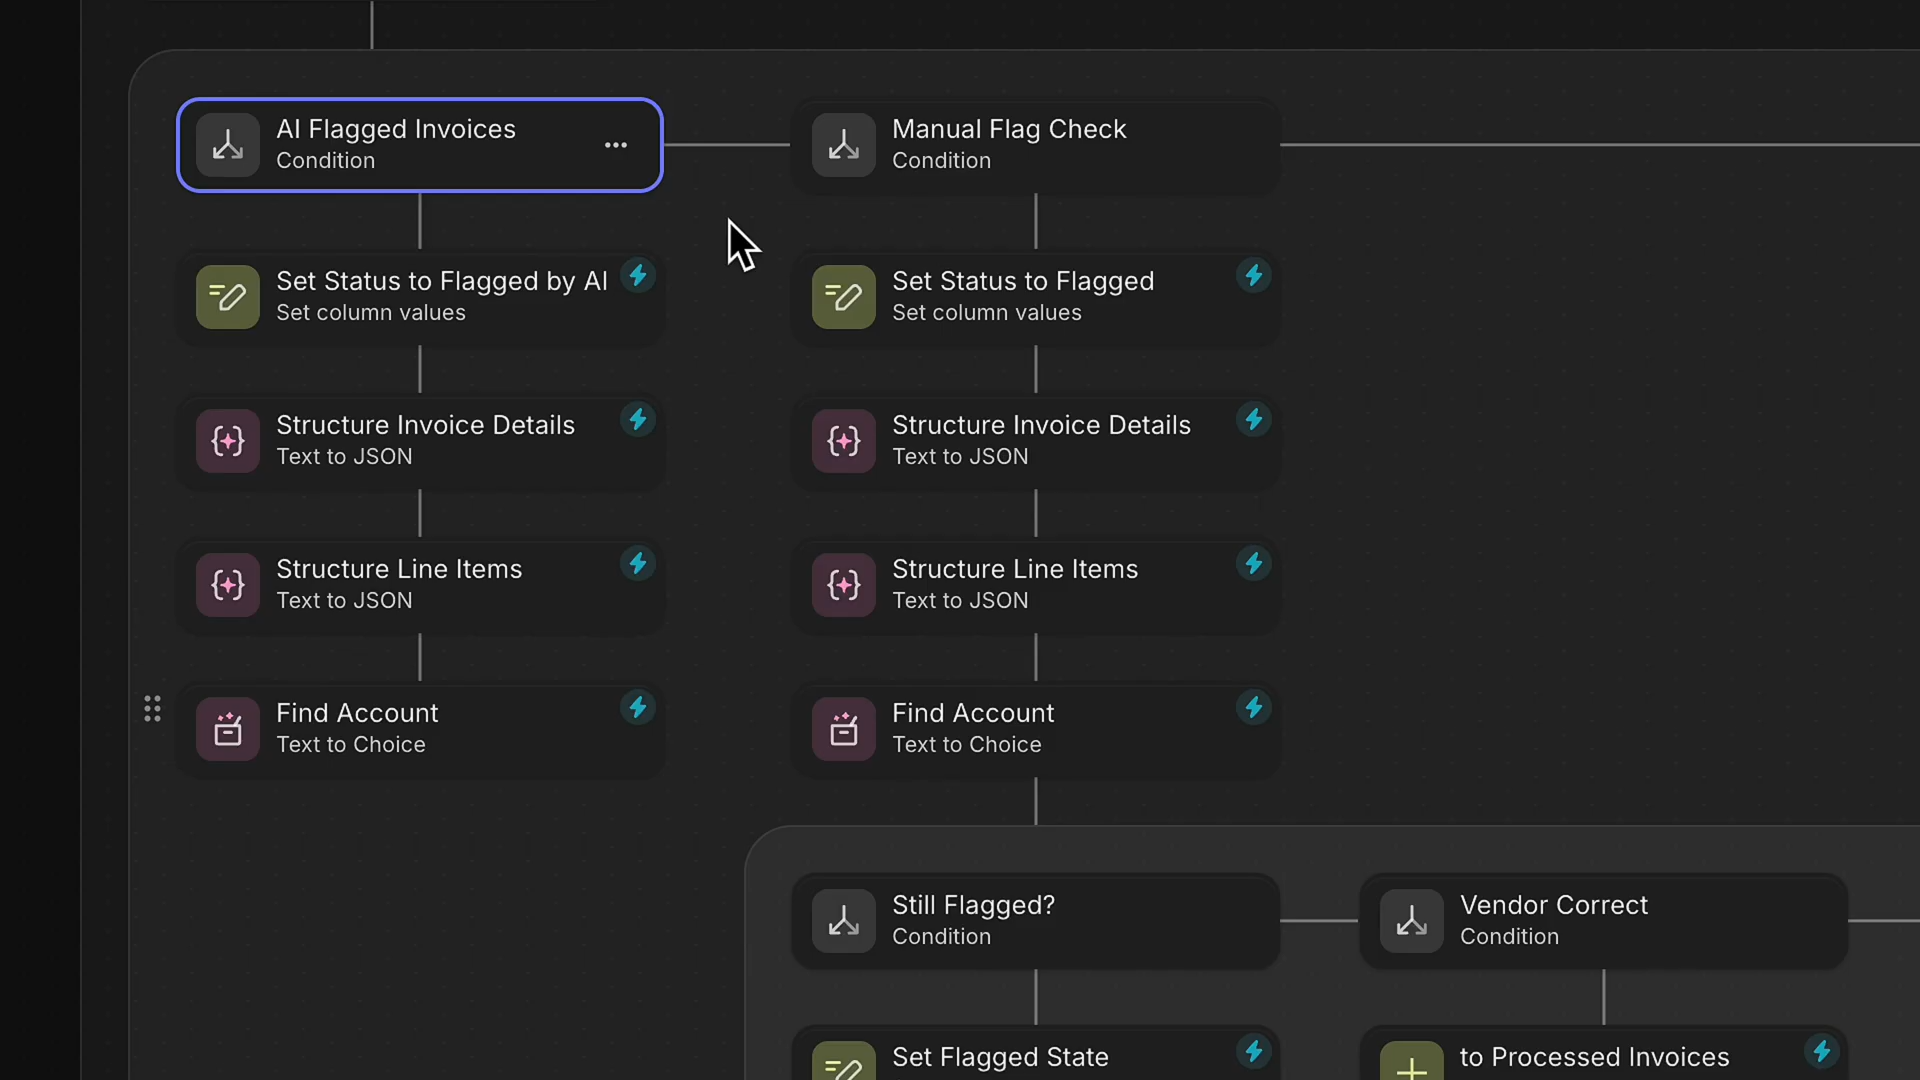 AI Flagged Invoices
Condition
Manual Flag Check
Condition
Set Status to Flagged by AI
Set column values
Set Status to Flagged
Set column values
Structure Invoice Details
Text to JSON
Structure Invoice Details
Text to JSON
Structure Line Items
Text to JSON
Structure Line Items
Text to JSON
Find Account
Text to Choice
Find Account
Text to Choice
Still Flagged?
Condition
Vendor Correct
Condition
Set Flagged State
to Processed Invoices